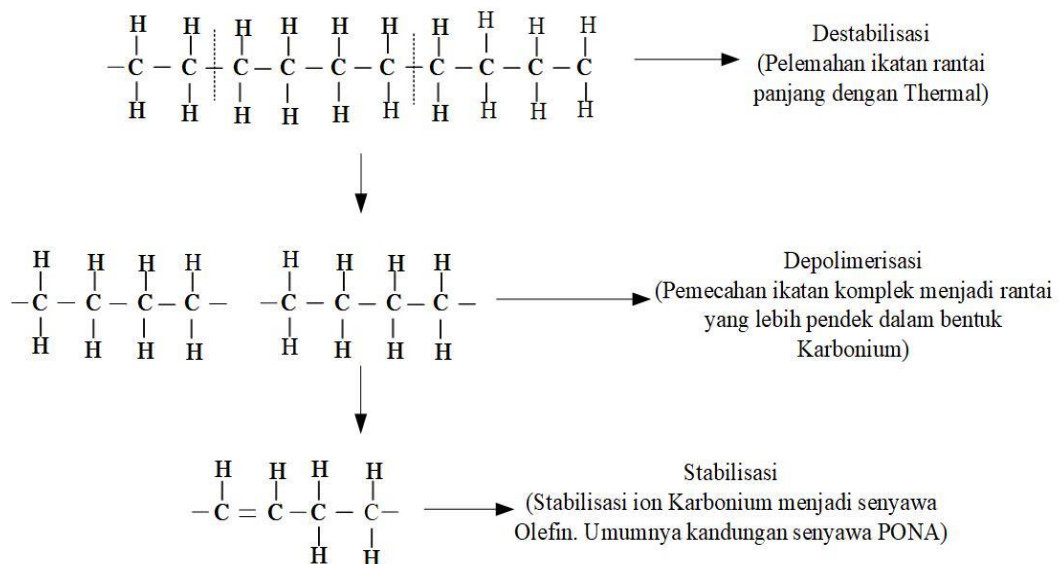 H H H H H H H H H H
–C – C – C – C – C – C – C – C – C – C
H H H H H H H H H H
Destabilisasi
(Pelemahan ikatan rantai
panjang dengan Thermal)
H H H H H H H H
–C – C – C – C – –C – C – C – C –
H H H H H H H H
Depolimerisasi
(Pemecahan ikatan komplek menjadi rantai
yang lebih pendek dalam bentuk
Karbonium)
H H H H
–C = C – C – C–
H H
Stabilisasi
(Stabilisasi ion Karbonium menjadi senyawa
Olefin. Umumnya kandungan senyawa PONA)